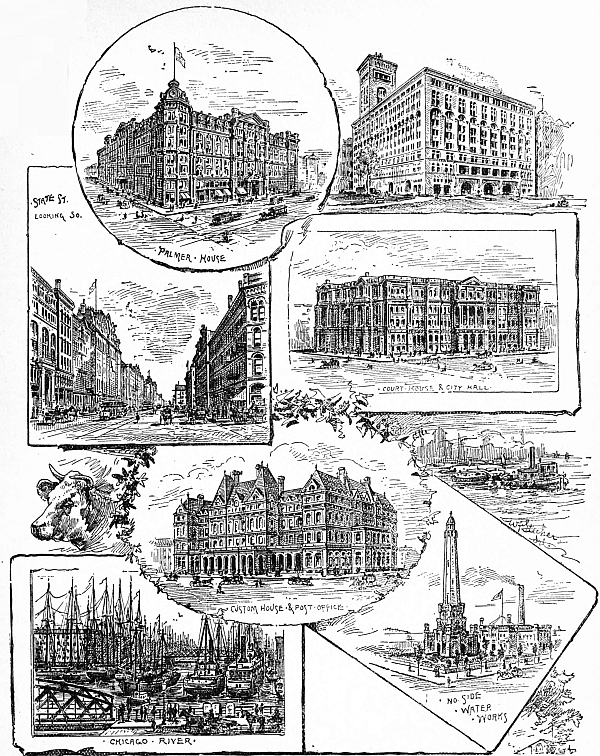 · PALMER · HOUSE
· STATE ST.
LOOKING SO.
· COURT · HOUSE & CITY HALL ·
· CUSTOM HOUSE · & POST · OFFICE ·
· NO · SIDE
· WATER
· WORKS
· CHICAGO · RIVER ·